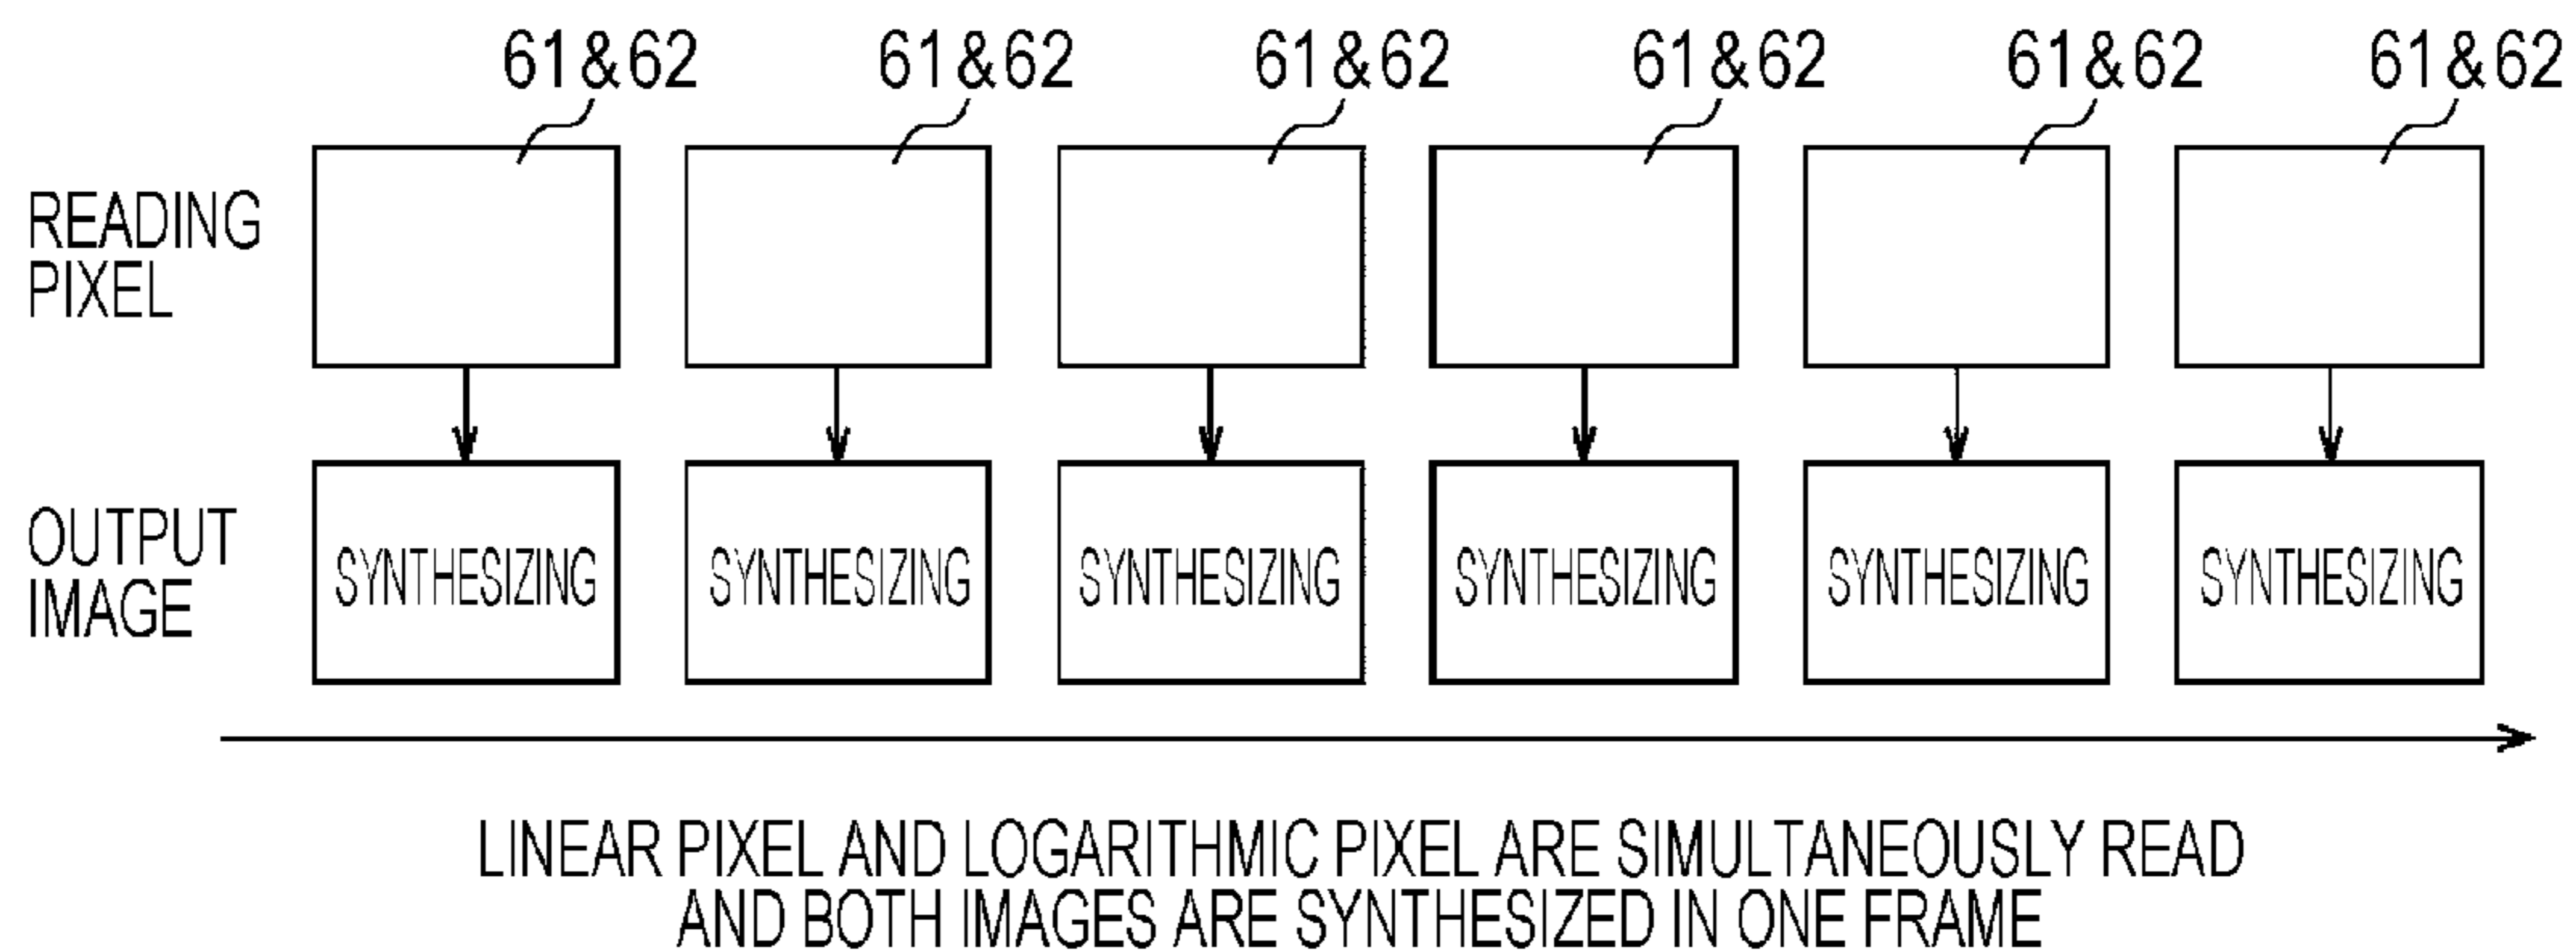 61&62 61&62 61&62 61&62 61&62 61&62
READING
PIXEL
OUTPUT
IMAGE
SYNTHESIZING SYNTHESIZING SYNTHESIZING SYNTHESIZING SYNTHESIZING SYNTHESIZING
LINEAR PIXEL AND LOGARITHMIC PIXEL ARE SIMULTANEOUSLY READ
AND BOTH IMAGES ARE SYNTHESIZED IN ONE FRAME